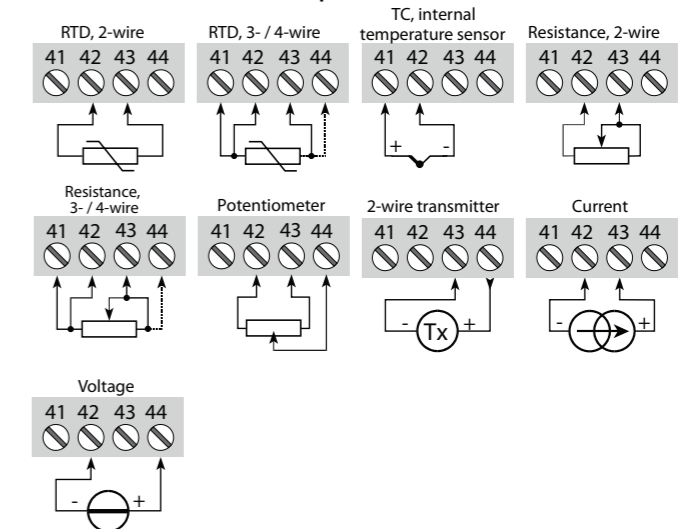 RTD, 2-wire
41 42 43 44
RTD, 3- / 4-wire
41 42 43 44
TC, internal
temperature sensor
41 42 43 44
+ -
Resistance, 2-wire
41 42 43 44
Resistance,
3- / 4-wire
41 42 43 44
Potentiometer
41 42 43 44
2-wire transmitter
41 42 43 44
- Tx +
Current
41 42 43 44
- +
Voltage
41 42 43 44
- +